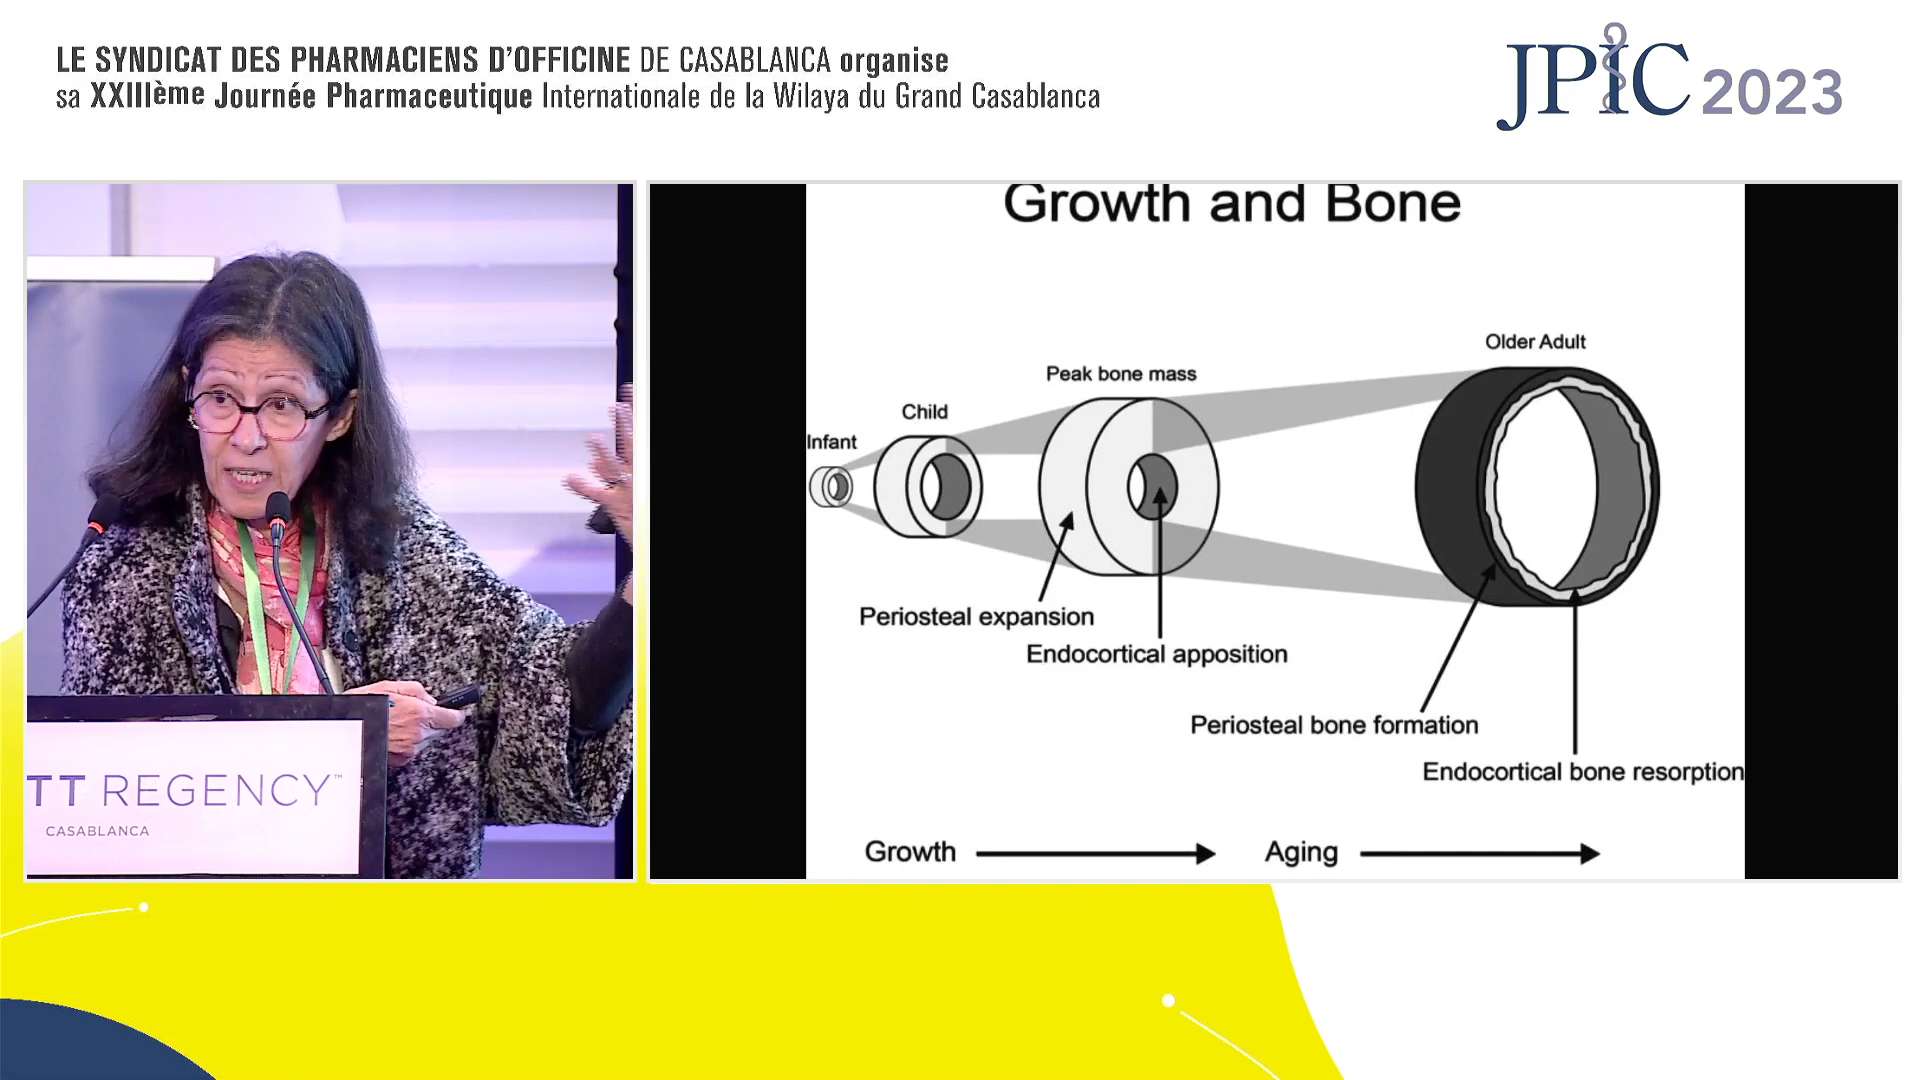 LE SYNDICAT DES PHARMACIENS D'OFFICINE DE CASABLANCA organise
sa XXIIIème Journée Pharmaceutique Internationale de la Wilaya du Grand Casablanca
JPIC 2023
TT REGENCY™
CASABLANCA
Growth and Bone
Older Adult
Peak bone mass
Child
Infant
Periosteal expansion
Endocortical apposition
Periosteal bone formation
Endocortical bone resorption
Growth
Aging